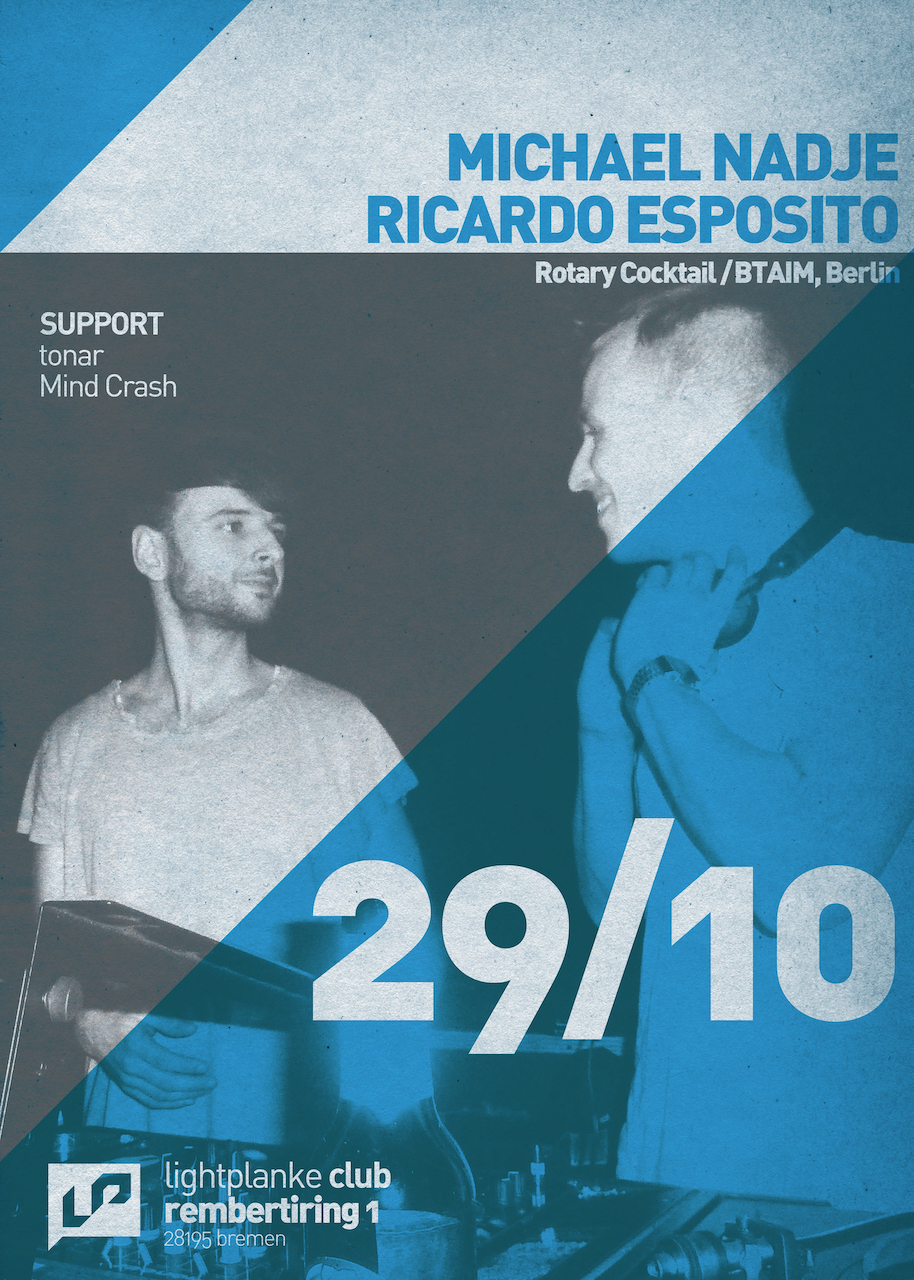 MICHAEL NADJE
RICARDO ESPOSITO
Rotary Cocktail / BTAIM, Berlin
SUPPORT
tonar
Mind Crash
29/10
LP
lightplanke club
rembertiring 1
28195 bremen